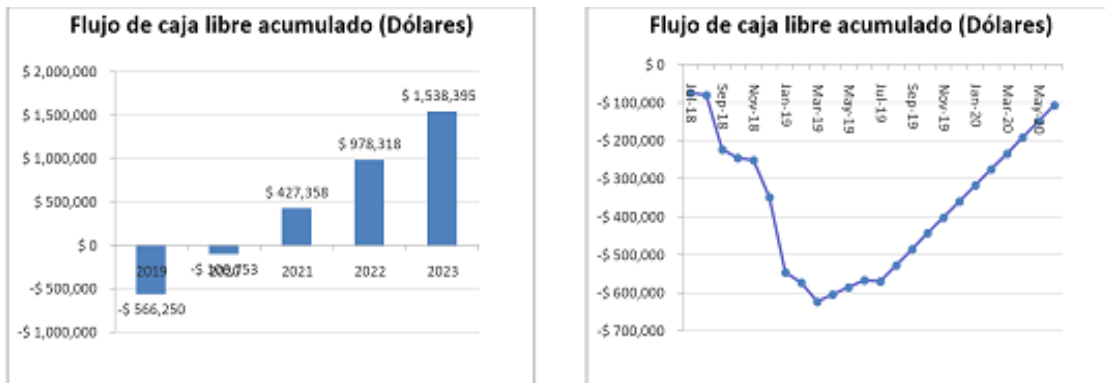 Flujo de caja libre acumulado (Dólares)
$ 2,000,000
$ 1,538,395
$ 1,500,000
$ 978,318
$ 1,000,000
$ 427,358
$ 500,000
$ 0
2019
2021
2022
2023
-$ 566,250
-$ 500,000
-$ 1,000,000
Flujo de caja libre acumulado (Dólares)
$ 0
-$ 100,000
-$ 200,000
-$ 300,000
-$ 400,000
-$ 500,000
-$ 600,000
-$ 700,000
Jul-18
Sep-18
Nov-18
Jan-19
Mar-19
May-19
Jul-19
Sep-19
Nov-19
Jan-20
Mar-20
May-20